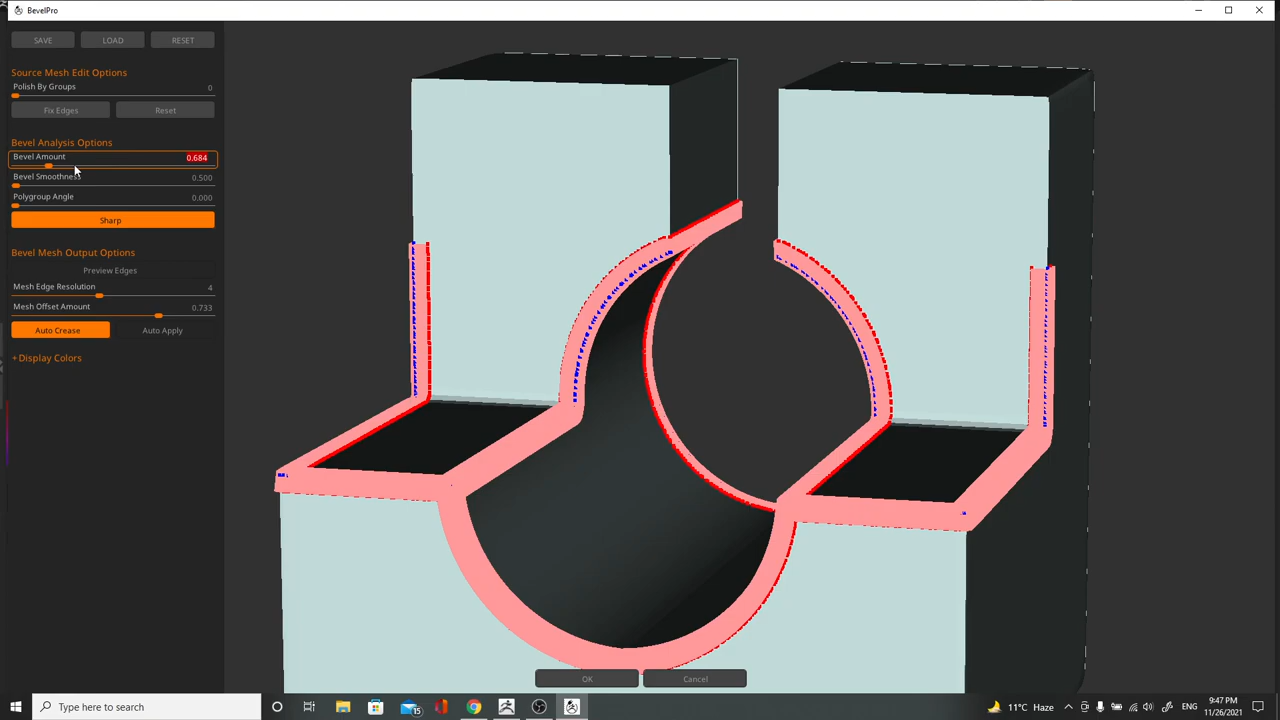 BevelPro
SAVE LOAD RESET
Source Mesh Edit Options
Polish By Groups 0
Fix Edges Reset
Bevel Analysis Options
Bevel Amount 0.684
Bevel Smoothness 0.500
Polygroup Angle 0.000
Sharp
Bevel Mesh Output Options
Preview Edges
Mesh Edge Resolution 4
Mesh Offset Amount 0.733
Auto Crease Auto Apply
+Display Colors
OK Cancel
Type here to search
15
11°C Haze
ENG
9:47 PM
11/26/2021